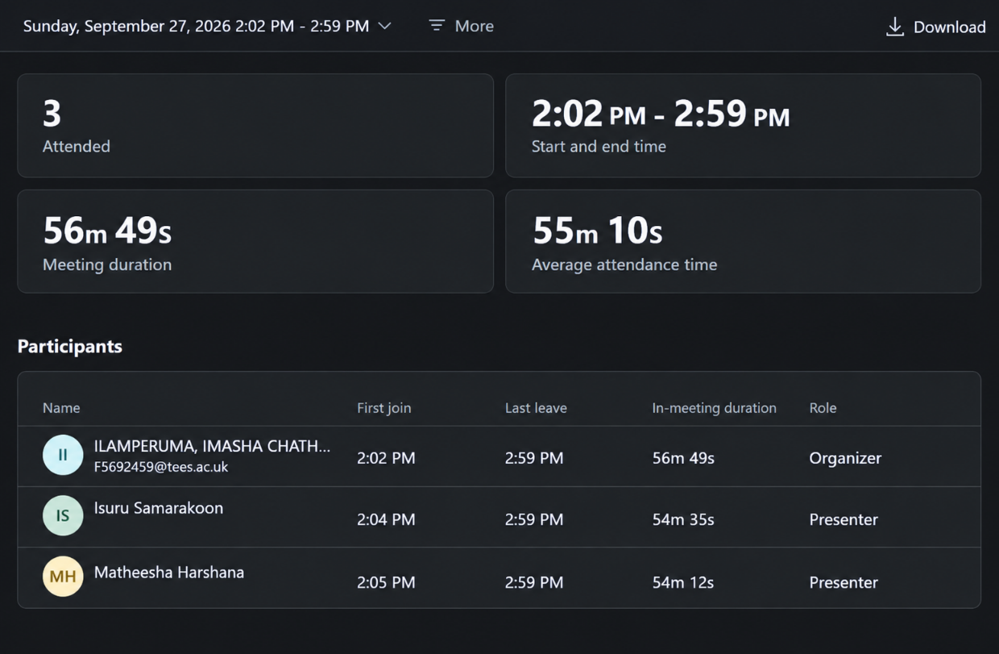 Sunday, September 27, 2026 2:02 PM - 2:59 PM More Download
3
Attended
2:02 PM - 2:59 PM
Start and end time
56m 49s
Meeting duration
55m 10s
Average attendance time
Participants
Name First join Last leave In-meeting duration Role
II ILAMPERUMA, IMASHA CHATH...
F5692459@tees.ac.uk
2:02 PM 2:59 PM 56m 49s Organizer
IS Isuru Samarakoon
2:04 PM 2:59 PM 54m 35s Presenter
MH Matheesha Harshana
2:05 PM 2:59 PM 54m 12s Presenter